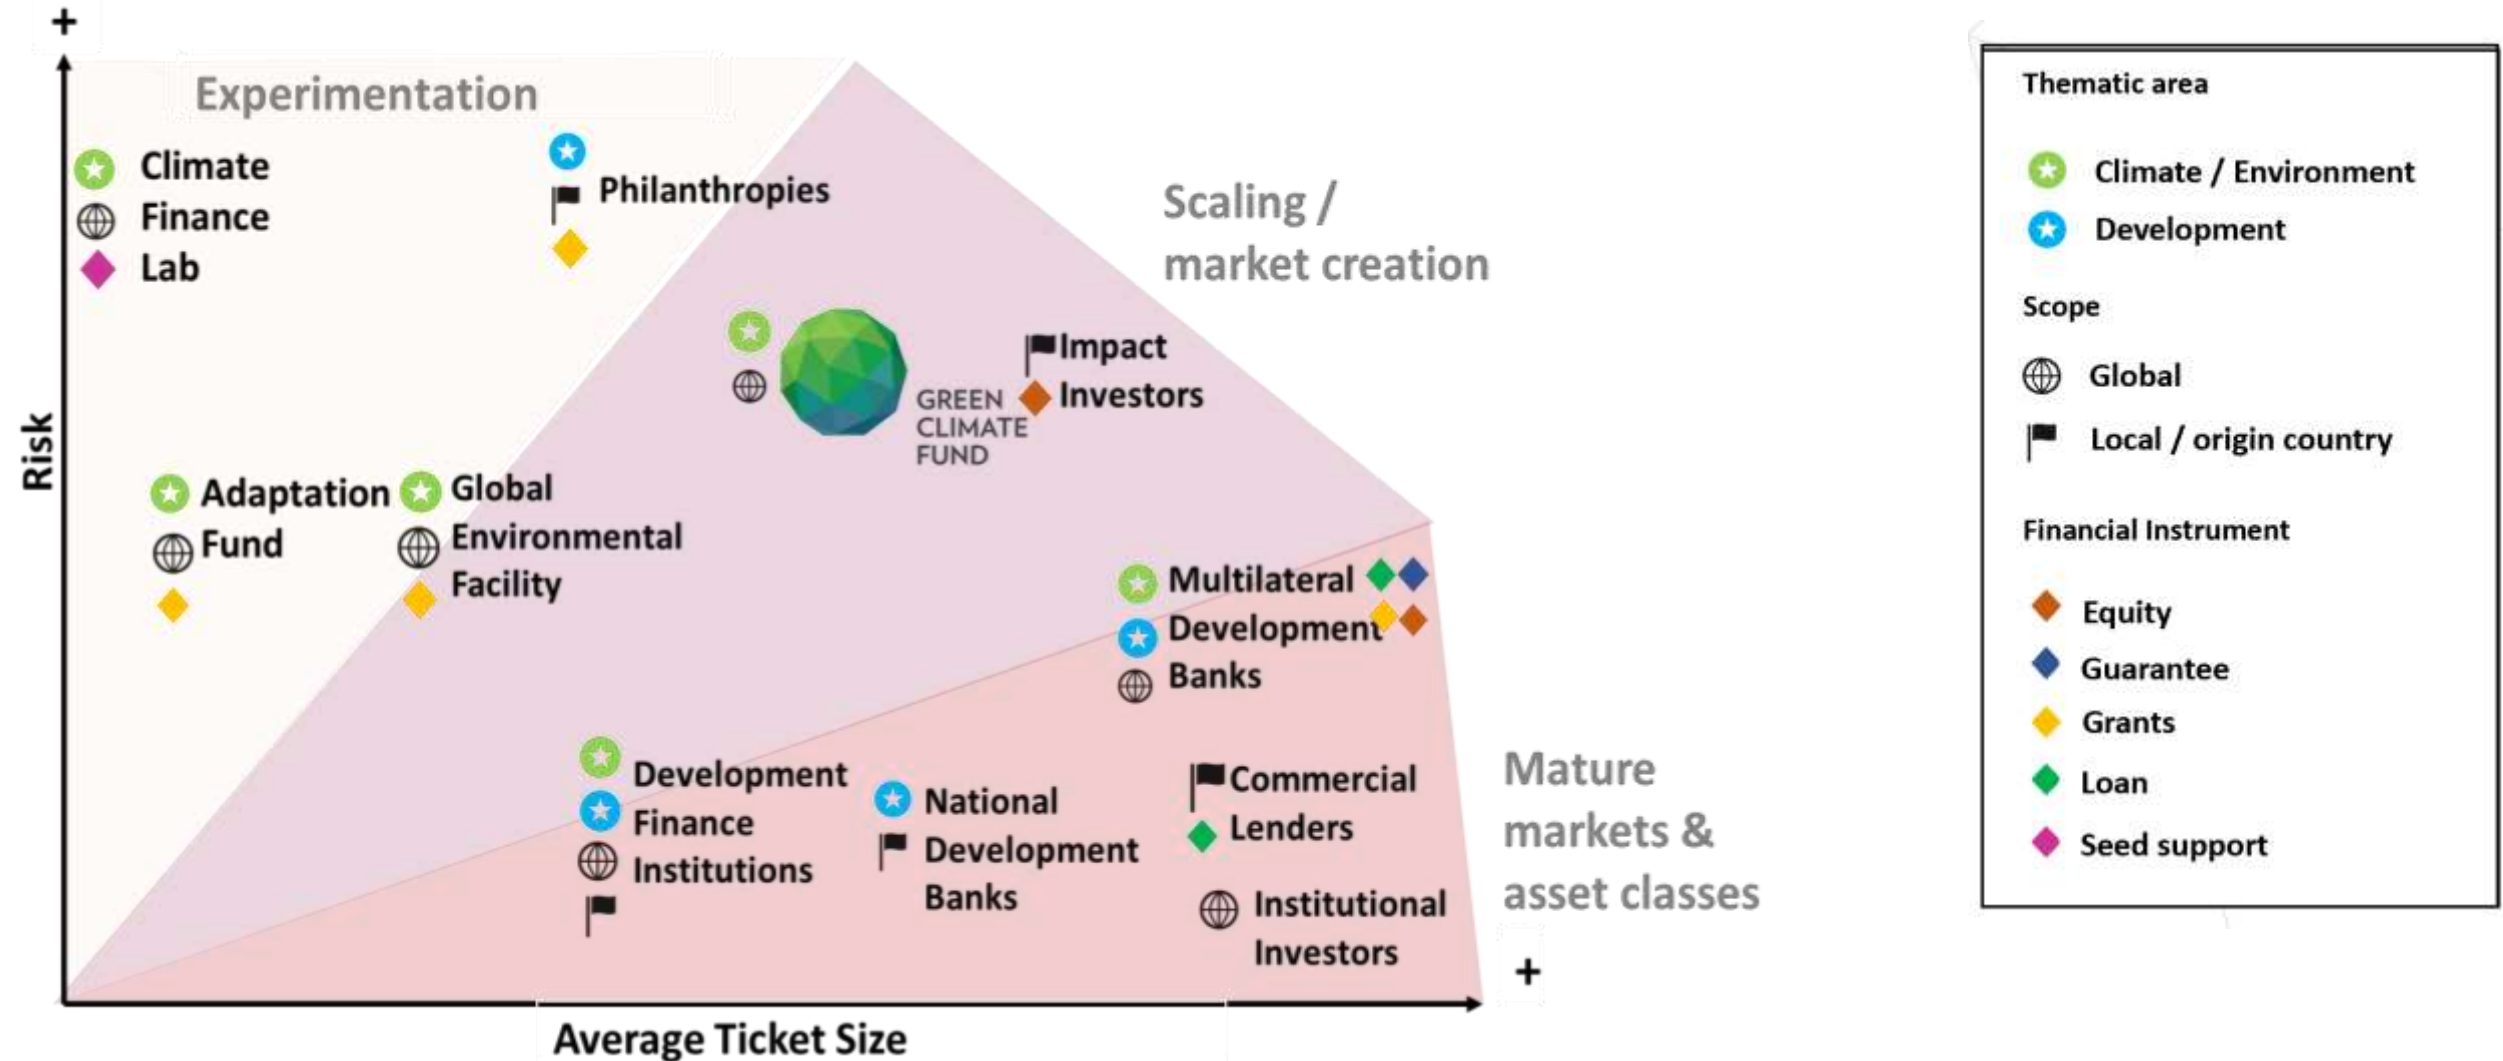 +
Experimentation
Climate
Finance
Lab
Philanthropies
Scaling /
market creation
GREEN
CLIMATE
FUND
Impact
Investors
Risk
Adaptation
Fund
Global
Environmental
Facility
Multilateral
Development
Banks
Development
Finance
Institutions
National
Development
Banks
Commercial
Lenders
Institutional
Investors
Mature
markets &
asset classes
+
Average Ticket Size
Thematic area
Climate / Environment
Development
Scope
Global
Local / origin country
Financial Instrument
Equity
Guarantee
Grants
Loan
Seed support